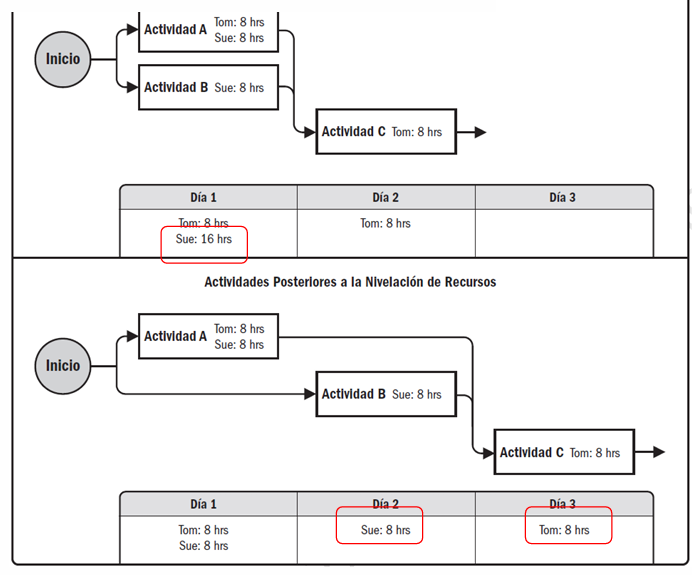 Inicio
Actividad A Tom: 8 hrs
Sue: 8 hrs
Actividad B Sue: 8 hrs
Actividad C Tom: 8 hrs
Día 1 Día 2 Día 3
Tom: 8 hrs Tom: 8 hrs
Sue: 16 hrs
Actividades Posteriores a la Nivelación de Recursos
Inicio
Actividad A Tom: 8 hrs
Sue: 8 hrs
Actividad B Sue: 8 hrs
Actividad C Tom: 8 hrs
Día 1 Día 2 Día 3
Tom: 8 hrs Sue: 8 hrs Tom: 8 hrs
Sue: 8 hrs